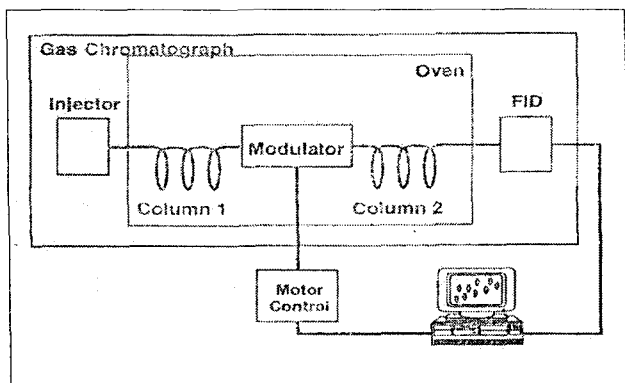 Gas Chromatograph
Oven
Injector
FID
Modulator
Column 1
Column 2
Motor
Control